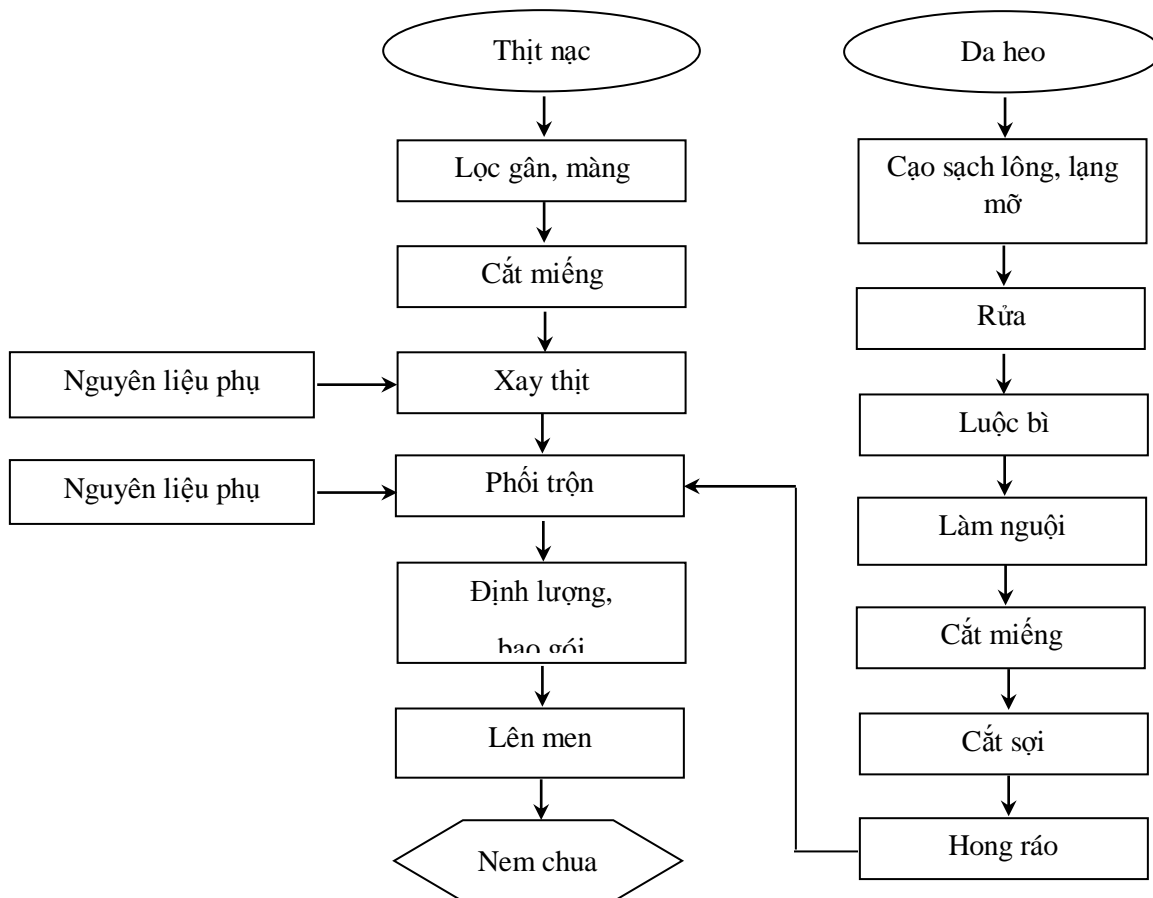 Thịt nạc
Lọc gân, màng
Cắt miếng
Nguyên liệu phụ
Xay thịt
Nguyên liệu phụ
Phối trộn
Định lượng,
bao gói
Lên men
Nem chua
Da heo
Cạo sạch lông, lạng
mỡ
Rửa
Luộc bì
Làm nguội
Cắt miếng
Cắt sợi
Hong ráo